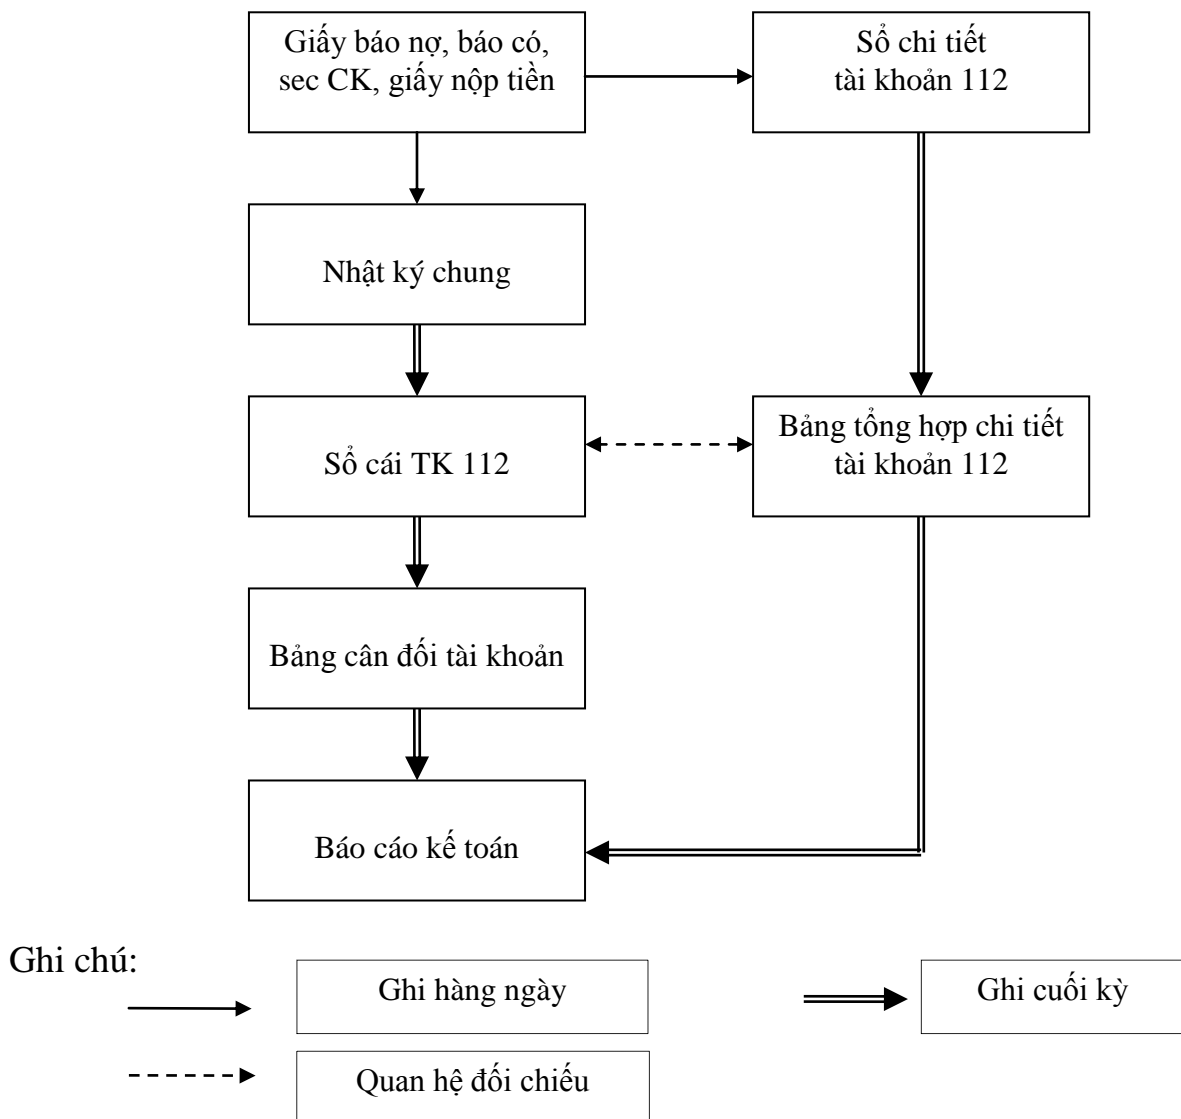 Giấy báo nợ, báo có,
sec CK, giấy nộp tiền
Sổ chi tiết
tài khoản 112
Nhật ký chung
Sổ cái TK 112
Bảng tổng hợp chi tiết
tài khoản 112
Bảng cân đối tài khoản
Báo cáo kế toán
Ghi chú:
Ghi hàng ngày
Ghi cuối kỳ
Quan hệ đối chiếu